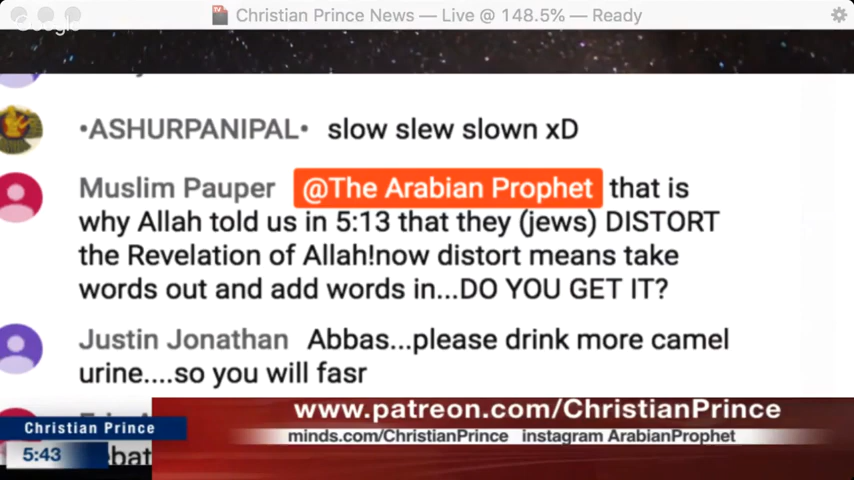 Christian Prince News — Live @ 148.5% — Ready
Google
•ASHURPANIPAL• slow slew slown xD
Muslim Pauper @The Arabian Prophet that is
why Allah told us in 5:13 that they (jews) DISTORT
the Revelation of Allah!now distort means take
words out and add words in...DO YOU GET IT?
Justin Jonathan Abbas...please drink more camel
urine....so you will fasr
www.patreon.com/ChristianPrince
Christian Prince
minds.com/ChristianPrince instagram ArabianProphet
5:43